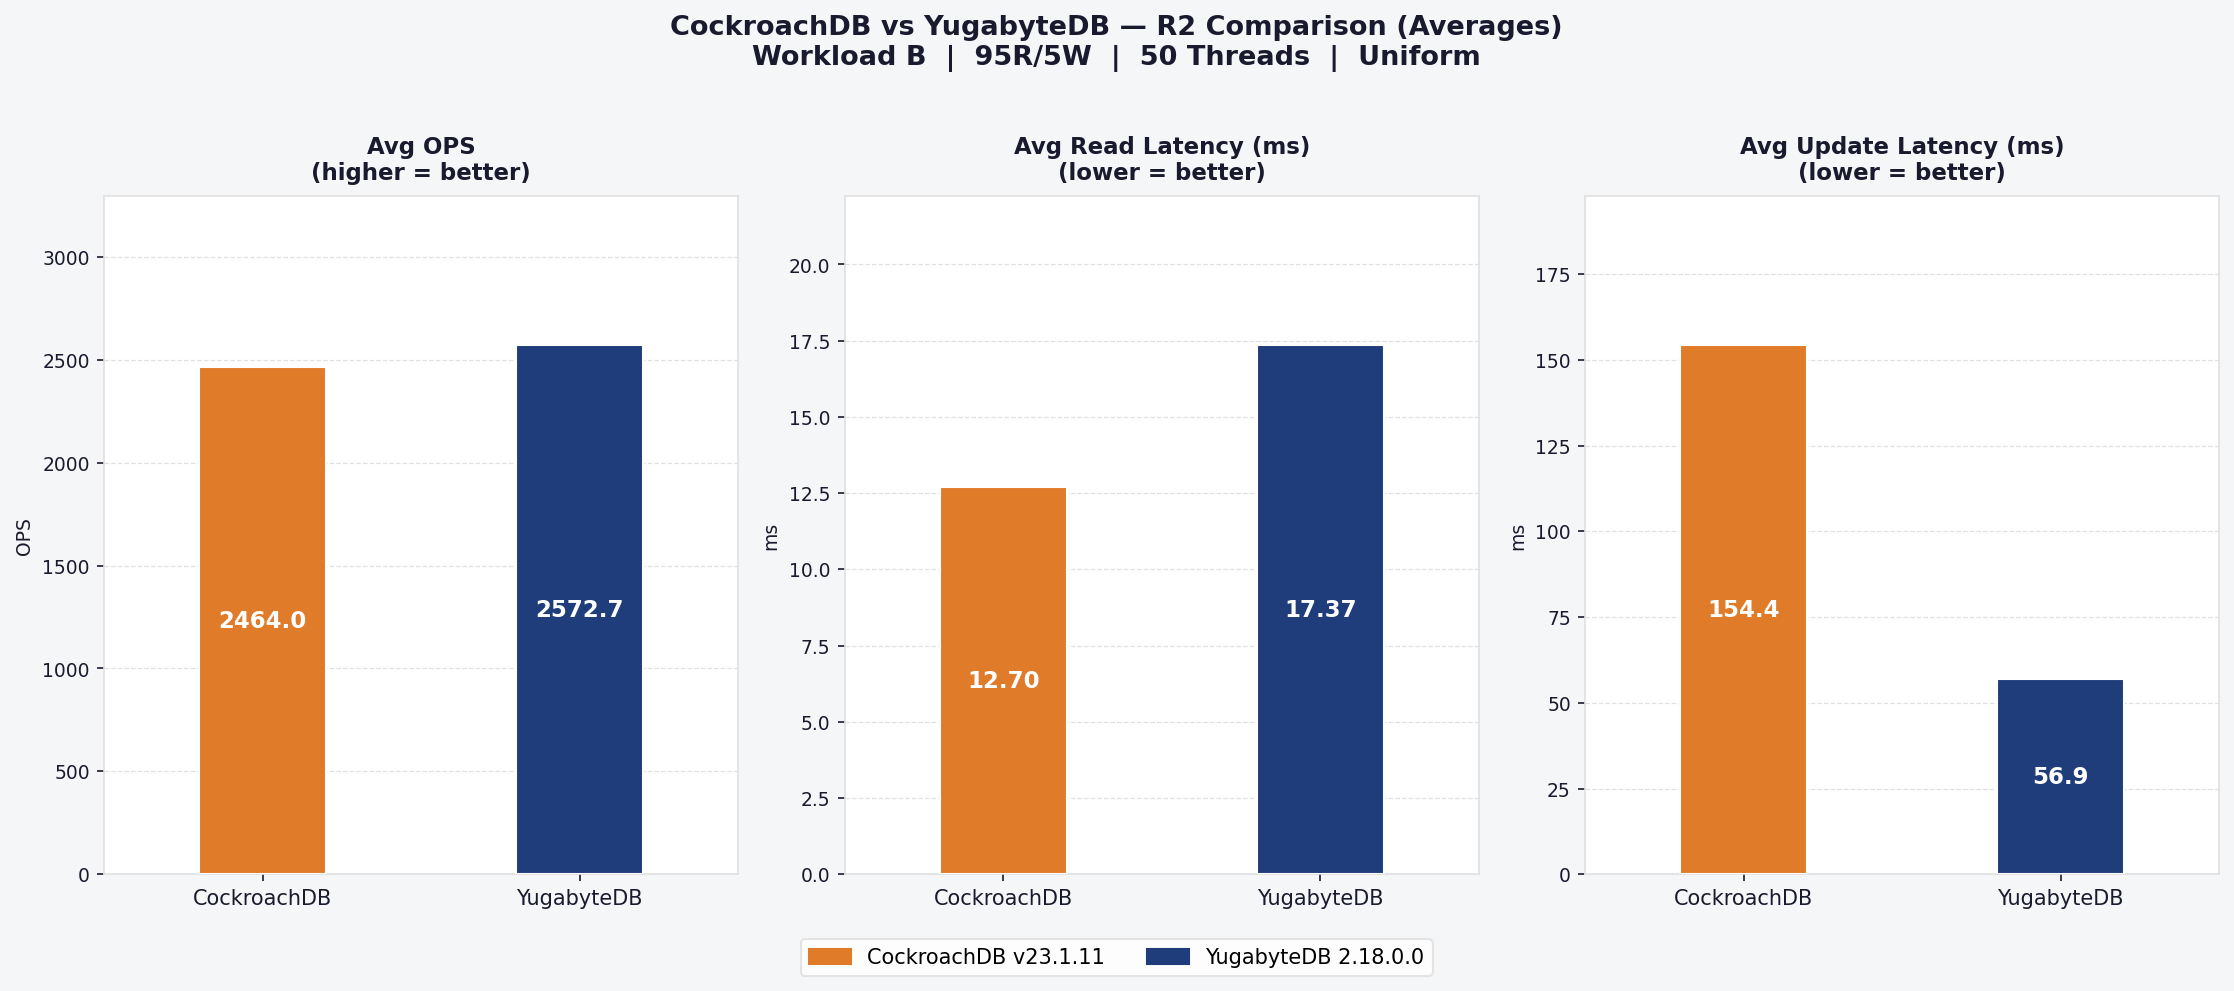 CockroachDB vs YugabyteDB — R2 Comparison (Averages)
Workload B | 95R/5W | 50 Threads | Uniform
Avg OPS
(higher = better)
OPS
3000
2500
2000
1500
1000
500
0
2464.0
2572.7
CockroachDB
YugabyteDB
Avg Read Latency (ms)
(lower = better)
ms
20.0
17.5
15.0
12.5
10.0
7.5
5.0
2.5
0.0
12.70
17.37
CockroachDB
YugabyteDB
Avg Update Latency (ms)
(lower = better)
ms
175
150
125
100
75
50
25
0
154.4
56.9
CockroachDB
YugabyteDB
CockroachDB v23.1.11
YugabyteDB 2.18.0.0